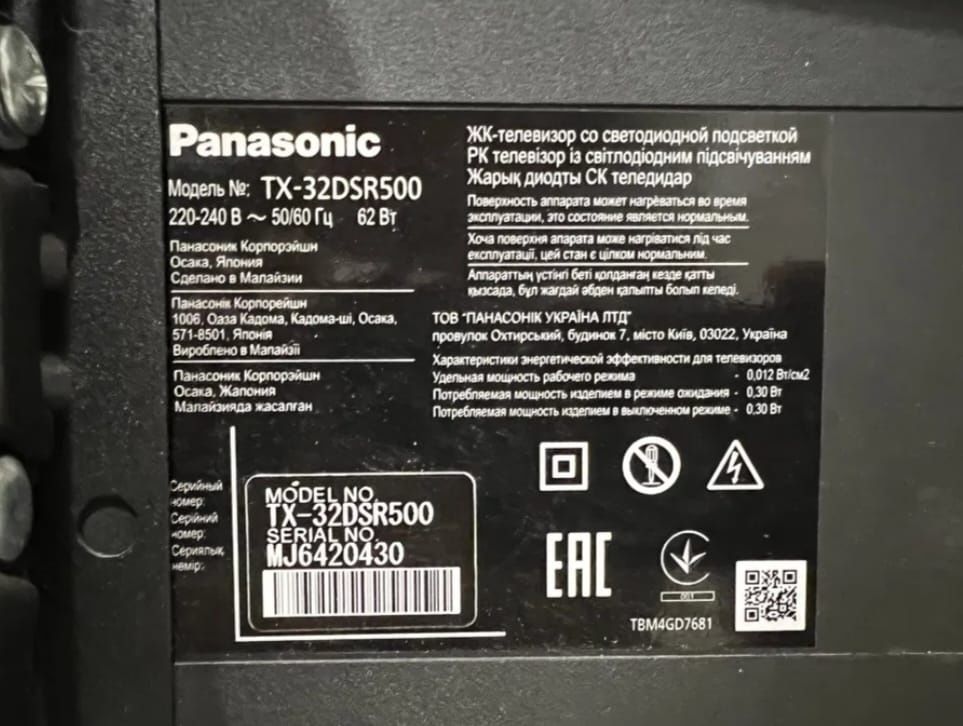 Panasonic
Модель №: TX-32DSR500
220-240 В ~ 50/60 Гц 62 Вт
Панасоник Корпорэйшн
Осака, Япония
Сделано в Малайзии
Панасонік Корпорейшн
1006, Оаза Кадома, Кадома-ші, Осака,
571-8501, Японія
Вироблено в Малайзії
Панасоник Корпорэйшн
Осака, Жапония
Малайзияда жасалған
ЖК-телевизор со светодиодной подсветкой
РК телевізор із світлодіодним підсвічуванням
Жарық диодты СК теледидар
Поверхность аппарата может нагреваться во время
эксплуатации, это состояние является нормальным.
Хоча поверхня апарата може нагріватися під час
експлуатації, цей стан є цілком нормальним.
Аппараттың үстіңгі беті қолданған кезде қатты
қызсада, бұл жағдай әбден қалыпты болып келеді.
ТОВ "ПАНАСОНІК УКРАЇНА ЛТД"
провулок Охтирський, будинок 7, місто Київ, 03022, Україна
Характеристики энергетической эффективности для телевизоров
Удельная мощность рабочего режима - 0,012 Вт/см2
Потребляемая мощность изделием в режиме ожидания - 0,30 Вт
Потребляемая мощность изделием в выключенном режиме - 0,30 Вт
Серийный
номер:
Серійний
номер:
Сериялық
нөмір:
MODEL NO.
TX-32DSR500
SERIAL NO.
MJ6420430
EAC
001
TBM4GD7681